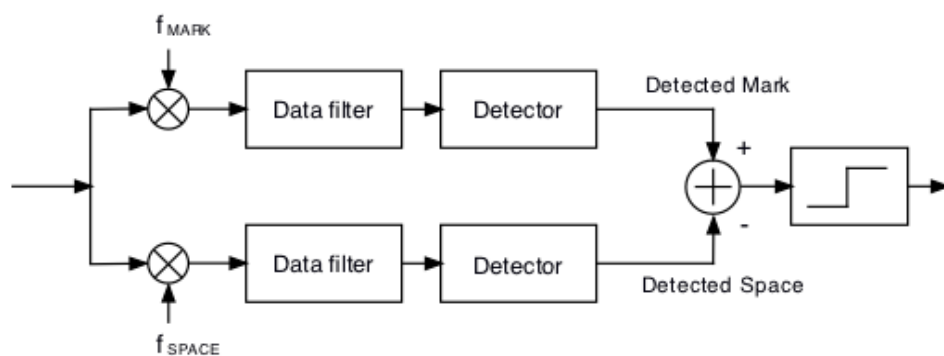 fMARK
Data filter
Detector
Detected Mark
+
-
Data filter
Detector
Detected Space
fSPACE